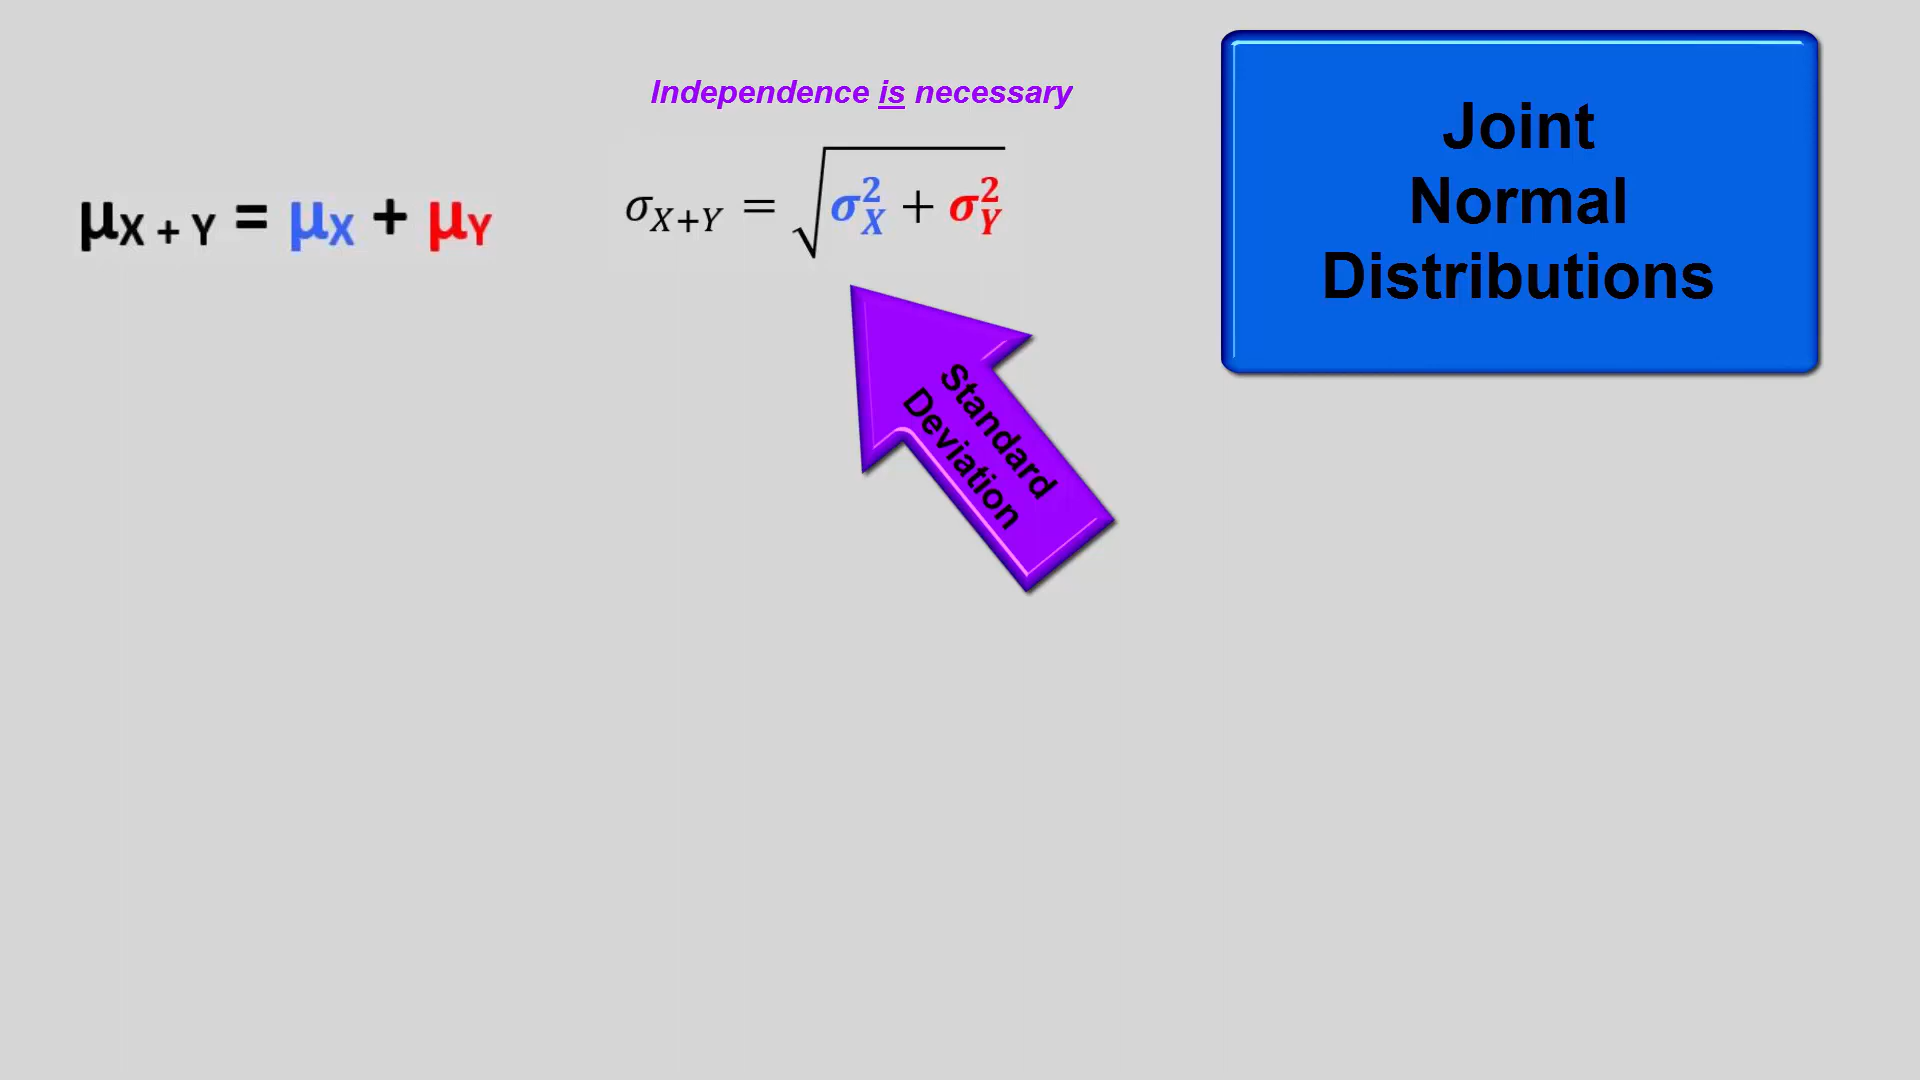 Independence is necessary
μX + Y = μX + μY
σX+Y = √σ²X + σ²Y
Standard
Deviation
Joint
Normal
Distributions